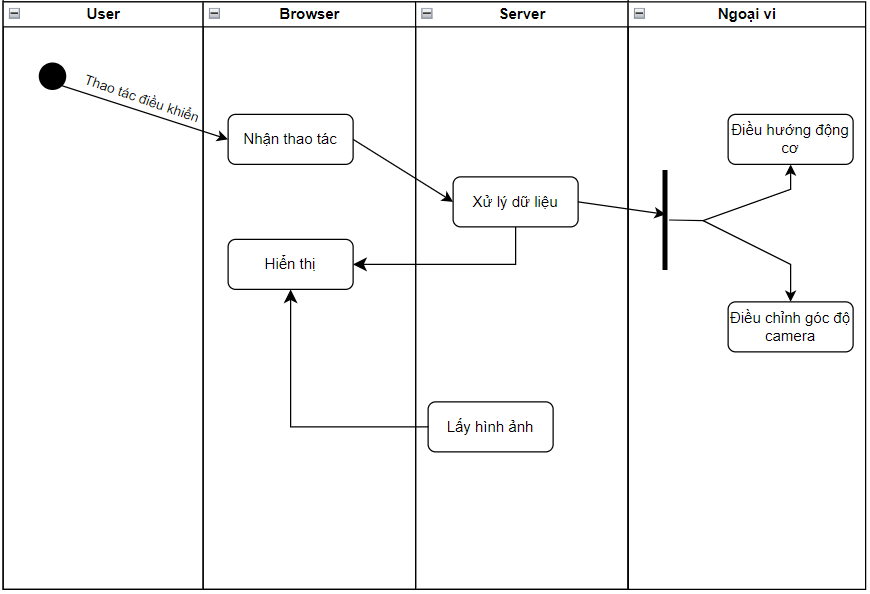 User
Browser
Server
Ngoại vi
Thao tác điều khiển
Nhận thao tác
Điều hướng động
cơ
Xử lý dữ liệu
Hiển thị
Điều chỉnh góc độ
camera
Lấy hình ảnh